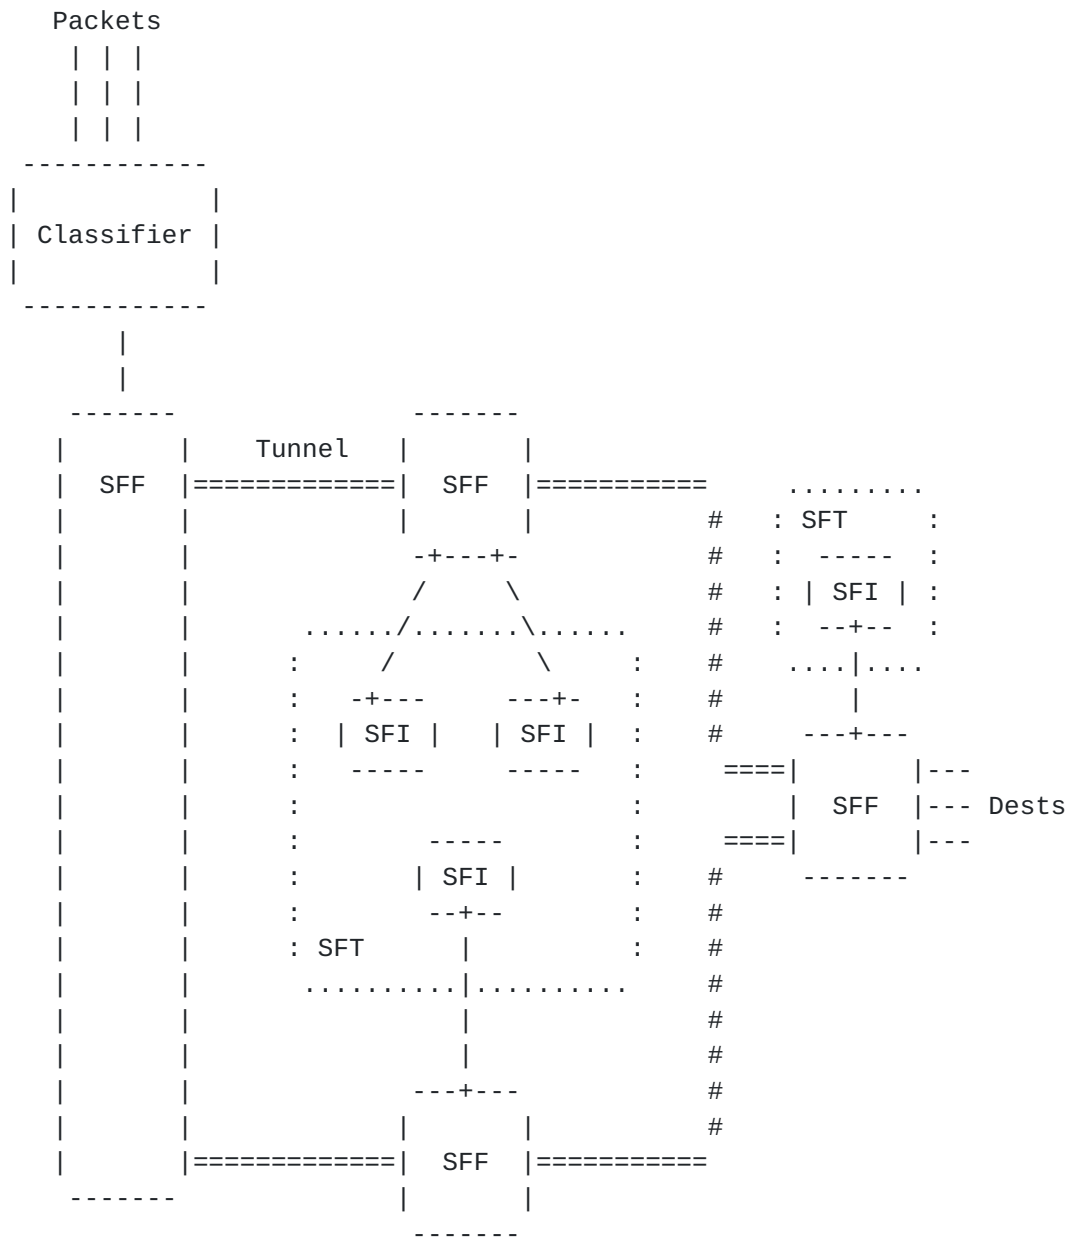 Packets
Classifier
Tunnel
SFF SFF
SFT
SFI
SFI SFI
SFF Dests
SFI
SFT
SFF